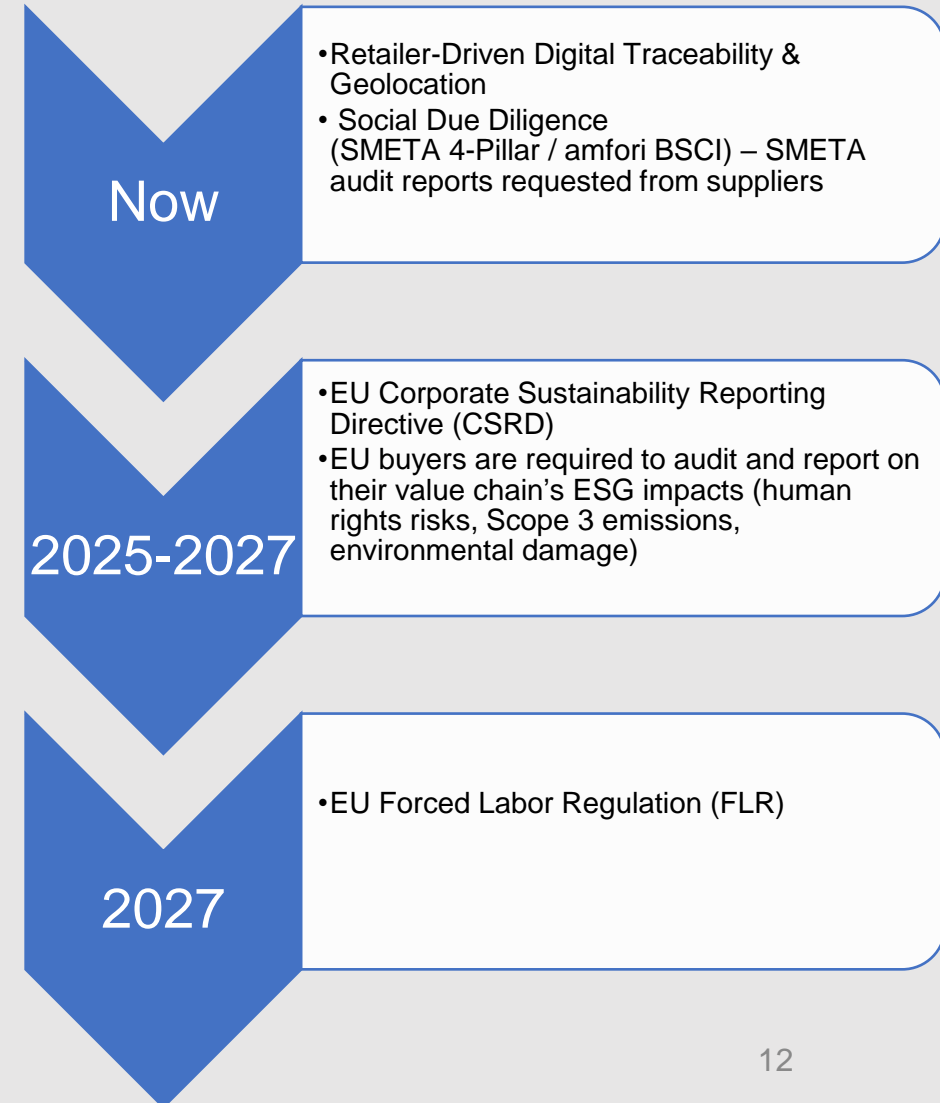 Now
•Retailer-Driven Digital Traceability &
Geolocation
• Social Due Diligence
(SMETA 4-Pillar / amfori BSCI) – SMETA
audit reports requested from suppliers
2025-2027
•EU Corporate Sustainability Reporting
Directive (CSRD)
•EU buyers are required to audit and report on
their value chain’s ESG impacts (human
rights risks, Scope 3 emissions,
environmental damage)
2027
•EU Forced Labor Regulation (FLR)
12